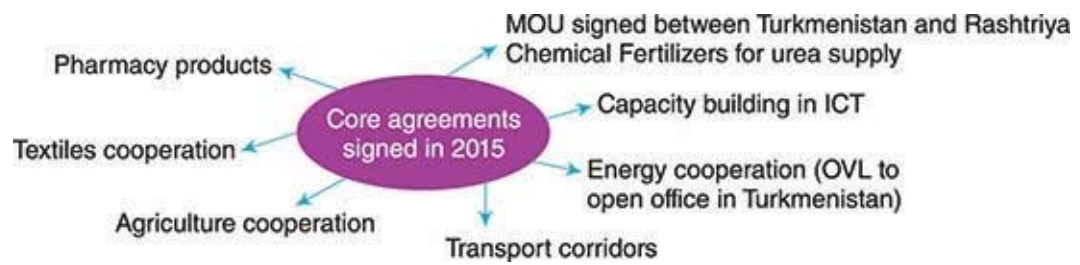 MOU signed between Turkmenistan and Rashtriya
Chemical Fertilizers for urea supply
Pharmacy products
Capacity building in ICT
Core agreements
signed in 2015
Textiles cooperation
Energy cooperation (OVL to
open office in Turkmenistan)
Agriculture cooperation
Transport corridors